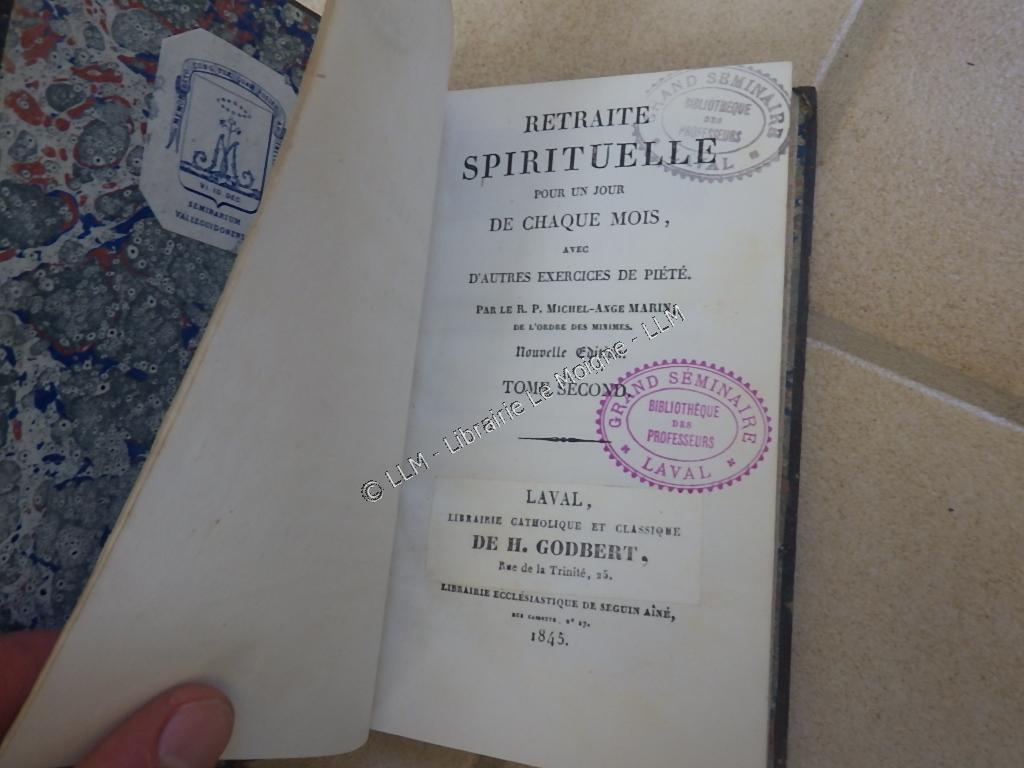 VI ID DEC
SEMINARIUM
RETRAITE
SPIRITUELLE
POUR UN JOUR
DE CHAQUE MOIS,
AVEC
D'AUTRES EXERCICES DE PIÉTÉ.
PAR LE R. P. MICHEL-ANGE MARIN,
DE L'ORDRE DES MINIMES.
Nouvelle Édition,
TOME SECOND,
LAVAL,
LIBRAIRIE CATHOLIQUE ET CLASSIQUE
DE H. GODBERT,
Rue de la Trinité, 25.
LIBRAIRIE ECCLÉSIASTIQUE DE SEGUIN AÎNÉ,
1845.
GRAND SÉMINAIRE
BIBLIOTHÈQUE
DES
PROFESSEURS
LAVAL
GRAND SÉMINAIRE
BIBLIOTHÈQUE
DES
PROFESSEURS
LAVAL
© LLM - Librairie Le Moigne - LLM